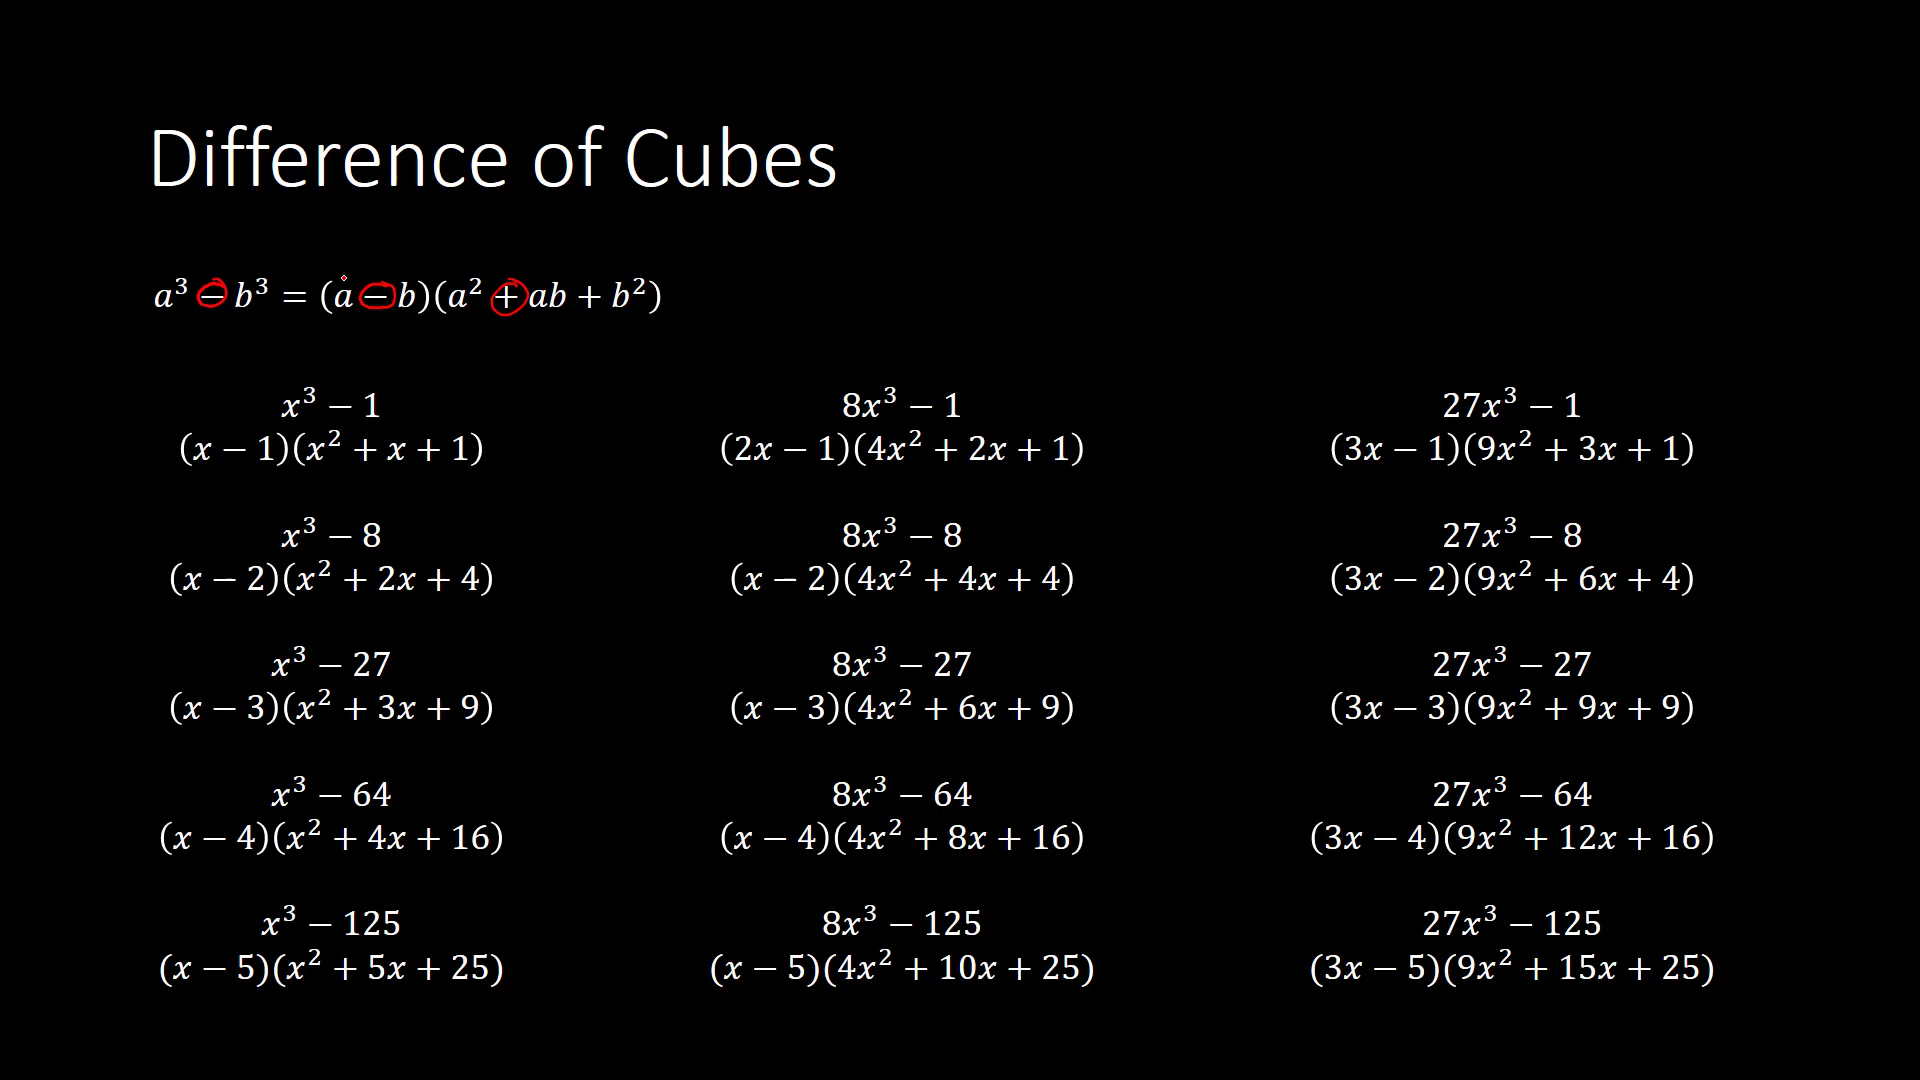 Difference of Cubes
a³ − b³ = (a − b)(a² + ab + b²)
x³ − 1
(x − 1)(x² + x + 1)
x³ − 8
(x − 2)(x² + 2x + 4)
x³ − 27
(x − 3)(x² + 3x + 9)
x³ − 64
(x − 4)(x² + 4x + 16)
x³ − 125
(x − 5)(x² + 5x + 25)
8x³ − 1
(2x − 1)(4x² + 2x + 1)
8x³ − 8
(x − 2)(4x² + 4x + 4)
8x³ − 27
(x − 3)(4x² + 6x + 9)
8x³ − 64
(x − 4)(4x² + 8x + 16)
8x³ − 125
(x − 5)(4x² + 10x + 25)
27x³ − 1
(3x − 1)(9x² + 3x + 1)
27x³ − 8
(3x − 2)(9x² + 6x + 4)
27x³ − 27
(3x − 3)(9x² + 9x + 9)
27x³ − 64
(3x − 4)(9x² + 12x + 16)
27x³ − 125
(3x − 5)(9x² + 15x + 25)